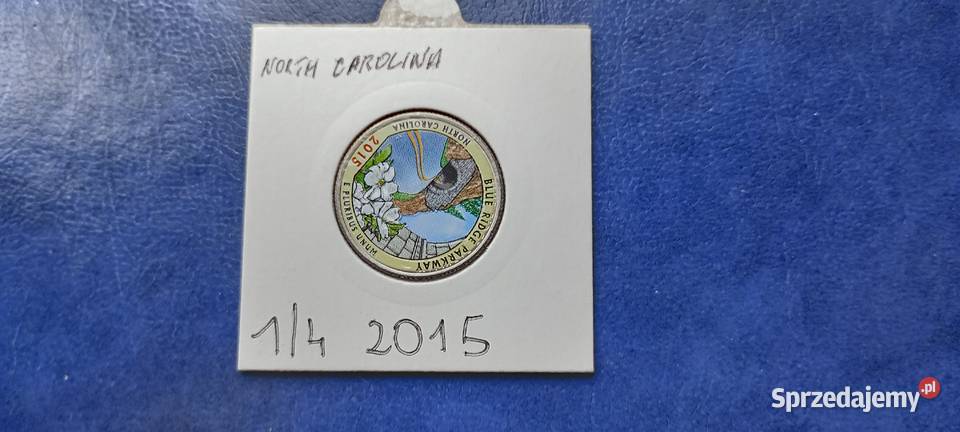 NORTH CAROLINA
BLUE RIDGE PARKWAY
NORTH CAROLINA
2015
E PLURIBUS UNUM
1/4 2015
Sprzedajemy.pl